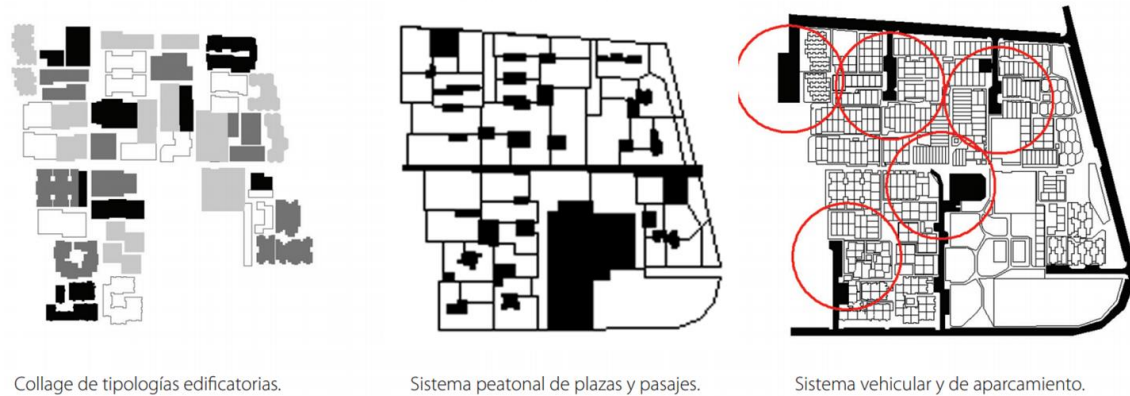 Collage de tipologías edificatorias.
Sistema peatonal de plazas y pasajes.
Sistema vehicular y de aparcamiento.